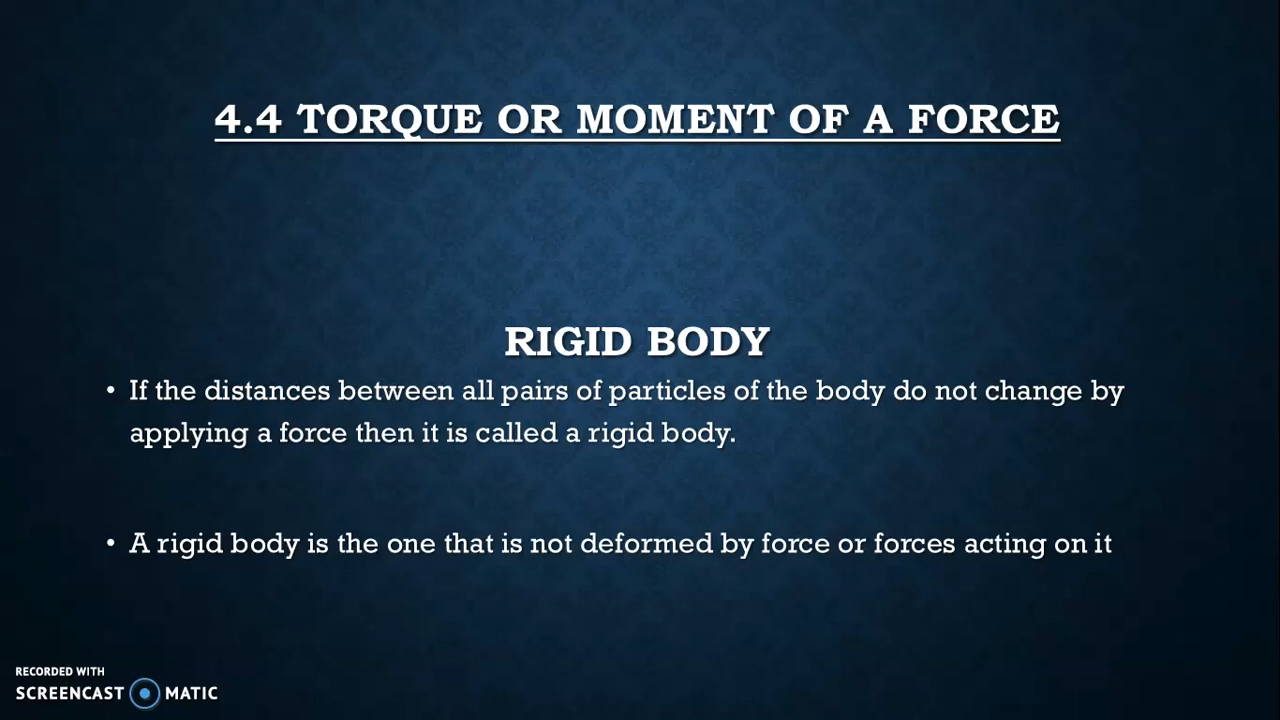 4.4 TORQUE OR MOMENT OF A FORCE
RIGID BODY
• If the distances between all pairs of particles of the body do not change by
applying a force then it is called a rigid body.
• A rigid body is the one that is not deformed by force or forces acting on it
RECORDED WITH
SCREENCAST MATIC